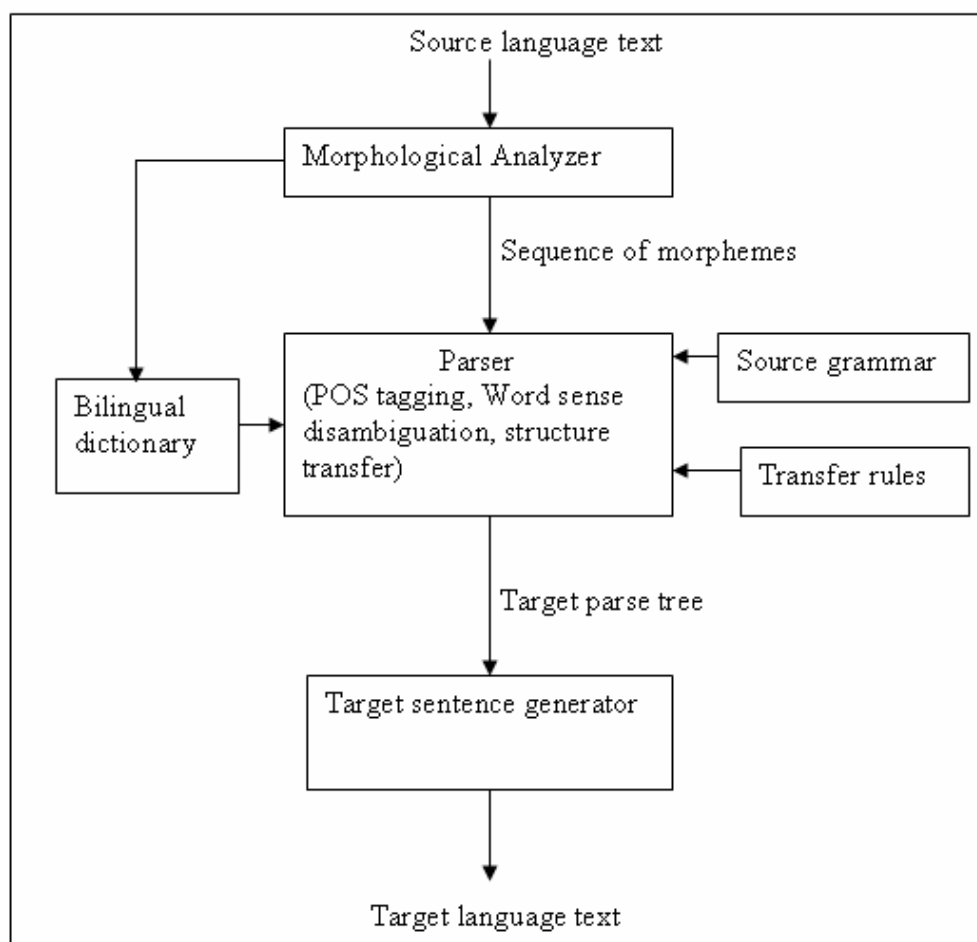 Source language text
Morphological Analyzer
Sequence of morphemes
Parser
(POS tagging, Word sense
disambiguation, structure
transfer)
Source grammar
Bilingual
dictionary
Transfer rules
Target parse tree
Target sentence generator
Target language text